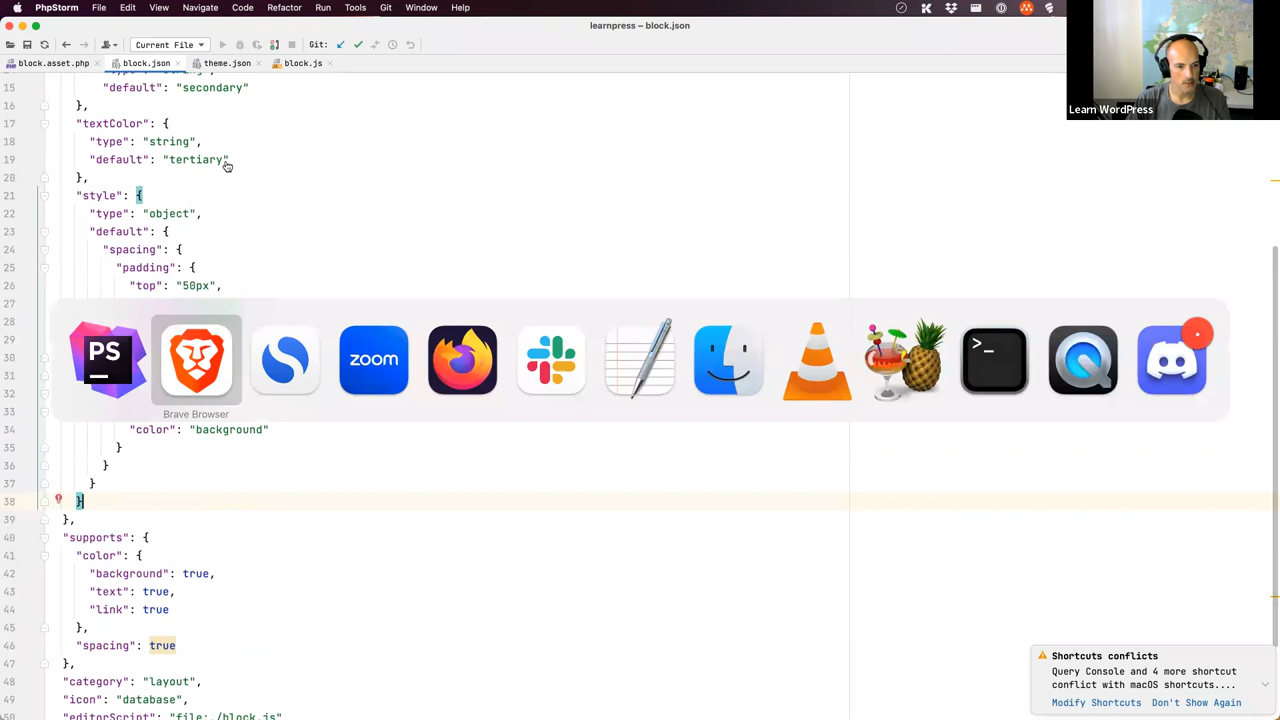 PhpStorm File Edit View Navigate Code Refactor Run Tools Git Window Help
learnpress – block.json
Current File Git:
block.asset.php block.json theme.json block.js
15 "default": "secondary"
16 },
17 "textColor": {
18 "type": "string",
19 "default": "tertiary"
20 },
21 "style": {
22 "type": "object",
23 default": {
24 "spacing": {
25 "padding": {
26 "top": "50px",
27
28
PS
zoom
>_
30
31
32
Brave Browser
33
34 "color": "background"
35 }
36 }
37 }
38 }
39 },
40 "supports": {
41 "color": {
42 "background": true,
43 "text": true,
44 "link": true
45 },
46 "spacing": true
47 },
48 "category": "layout",
49 "icon": "database",
50 "editorScript": "file:./block.js"
Learn WordPress
Shortcuts conflicts
Query Console and 4 more shortcut
conflict with macOS shortcuts....
Modify Shortcuts Don't Show Again